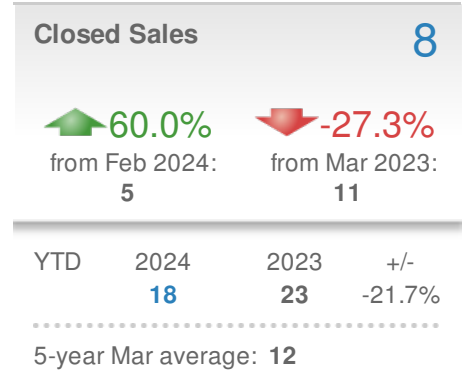 Closed Sales 8
60.0% -27.3%
from Feb 2024: from Mar 2023:
5 11
YTD 2024 2023 +/-
18 23 -21.7%
5-year Mar average: 12